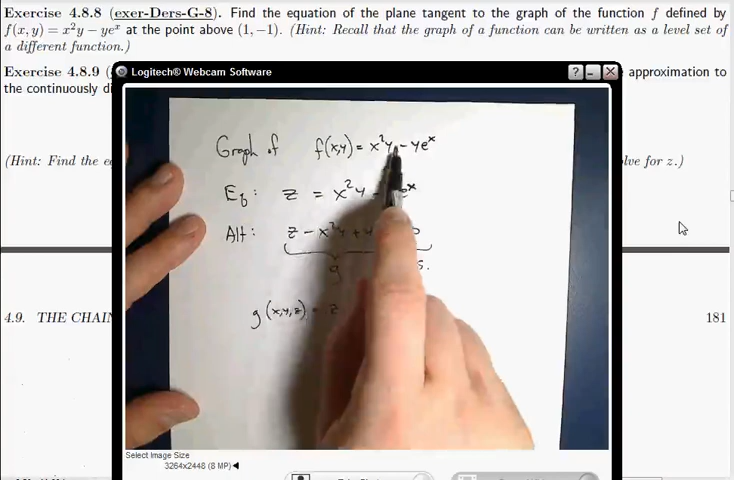 Exercise 4.8.8 (exer-Ders-G-8). Find the equation of the plane tangent to the graph of the function f defined by
f(x, y) = x²y − yeˣ at the point above (1, −1). (Hint: Recall that the graph of a function can be written as a level set of
a different function.)
Exercise 4.8.9 approximation to
the continuously di
Logitech® Webcam Software
Graph of f(x,y) = x²y − yeˣ
(Hint: Find the eq lve for z.)
Eq: z = x²y −
Alt: z − x²y +
g s.
4.9. THE CHAIN 181
g(x,y,z) = z
Select Image Size
3264x2448 (8 MP)